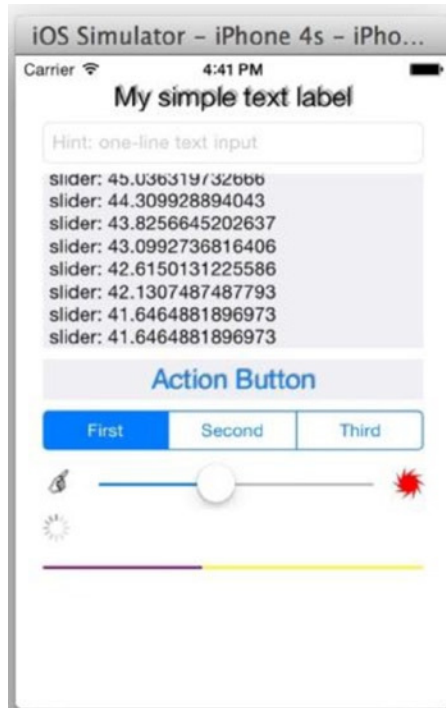 iOS Simulator – iPhone 4s – iPho...
Carrier 4:41 PM
My simple text label
Hint: one-line text input
slider: 45.036319732666
slider: 44.309928894043
slider: 43.8256645202637
slider: 43.0992736816406
slider: 42.6150131225586
slider: 42.1307487487793
slider: 41.6464881896973
slider: 41.6464881896973
Action Button
First Second Third